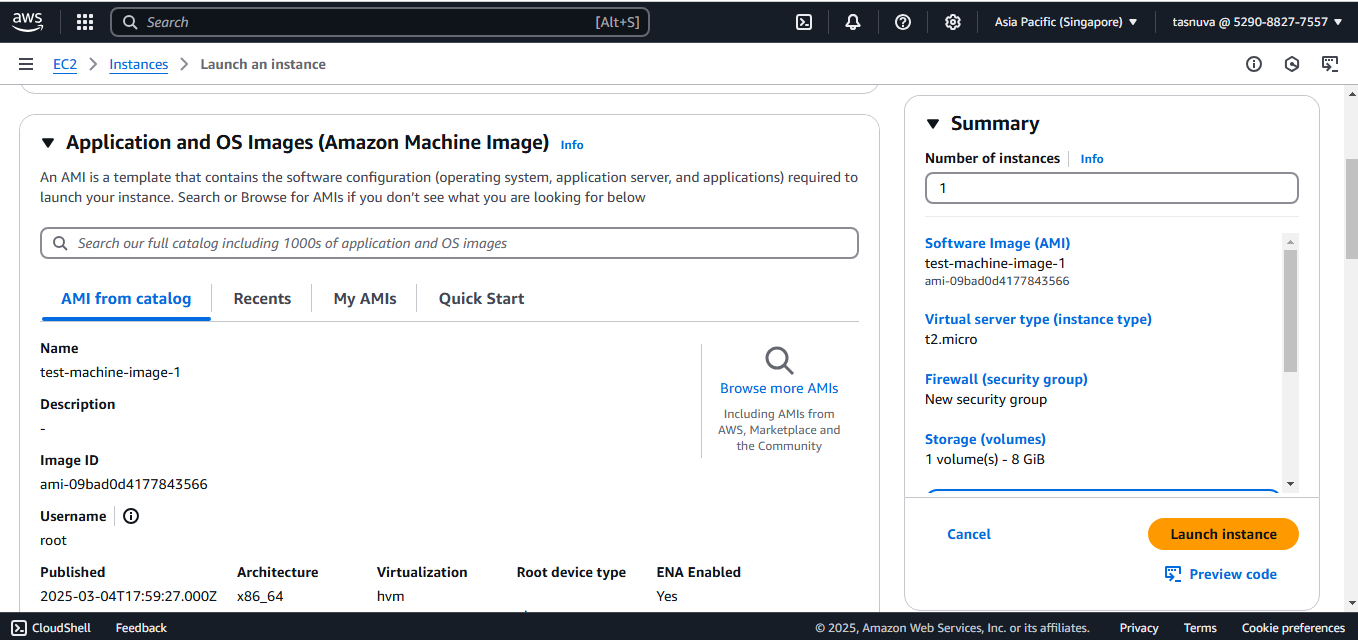 aws
Search
[Alt+S]
Asia Pacific (Singapore)
tasnuva @ 5290-8827-7557
EC2
Instances
Launch an instance
Application and OS Images (Amazon Machine Image)
Info
An AMI is a template that contains the software configuration (operating system, application server, and applications) required to
launch your instance. Search or Browse for AMIs if you don’t see what you are looking for below
Search our full catalog including 1000s of application and OS images
AMI from catalog
Recents
My AMIs
Quick Start
Name
test-machine-image-1
Description
-
Image ID
ami-09bad0d4177843566
Username
root
Published
2025-03-04T17:59:27.000Z
Architecture
x86_64
Virtualization
hvm
Root device type
ENA Enabled
Yes
Browse more AMIs
Including AMIs from
AWS, Marketplace and
the Community
Summary
Number of instances
Info
1
Software Image (AMI)
test-machine-image-1
ami-09bad0d4177843566
Virtual server type (instance type)
t2.micro
Firewall (security group)
New security group
Storage (volumes)
1 volume(s) - 8 GiB
Cancel
Launch instance
Preview code
CloudShell
Feedback
© 2025, Amazon Web Services, Inc. or its affiliates.
Privacy
Terms
Cookie preferences